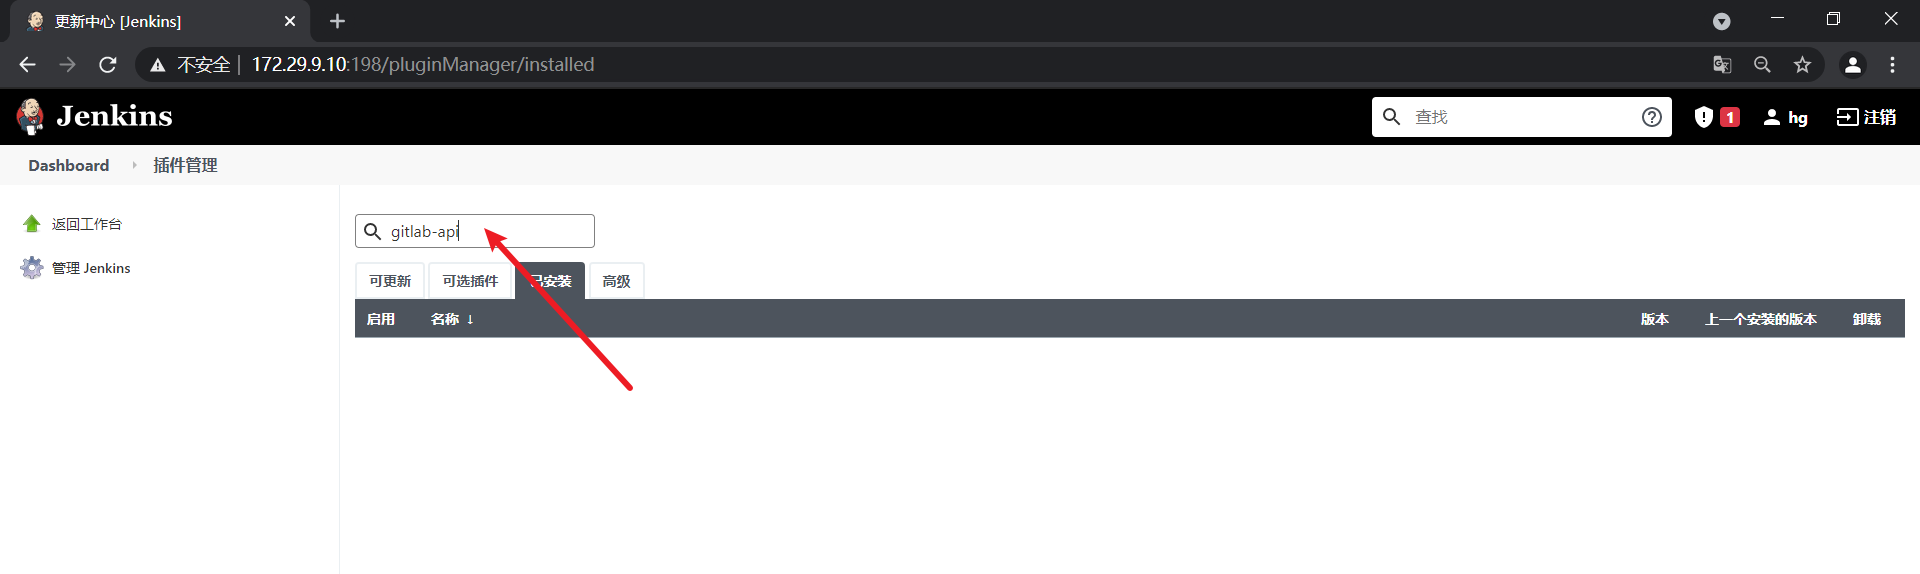 更新中心 [Jenkins]
不安全 172.29.9.10:198/pluginManager/installed
Jenkins
查找
1
hg
注销
Dashboard
插件管理
返回工作台
管理 Jenkins
gitlab-api
可更新 可选插件 已安装 高级
启用 名称 ↓ 版本 上一个安装的版本 卸载